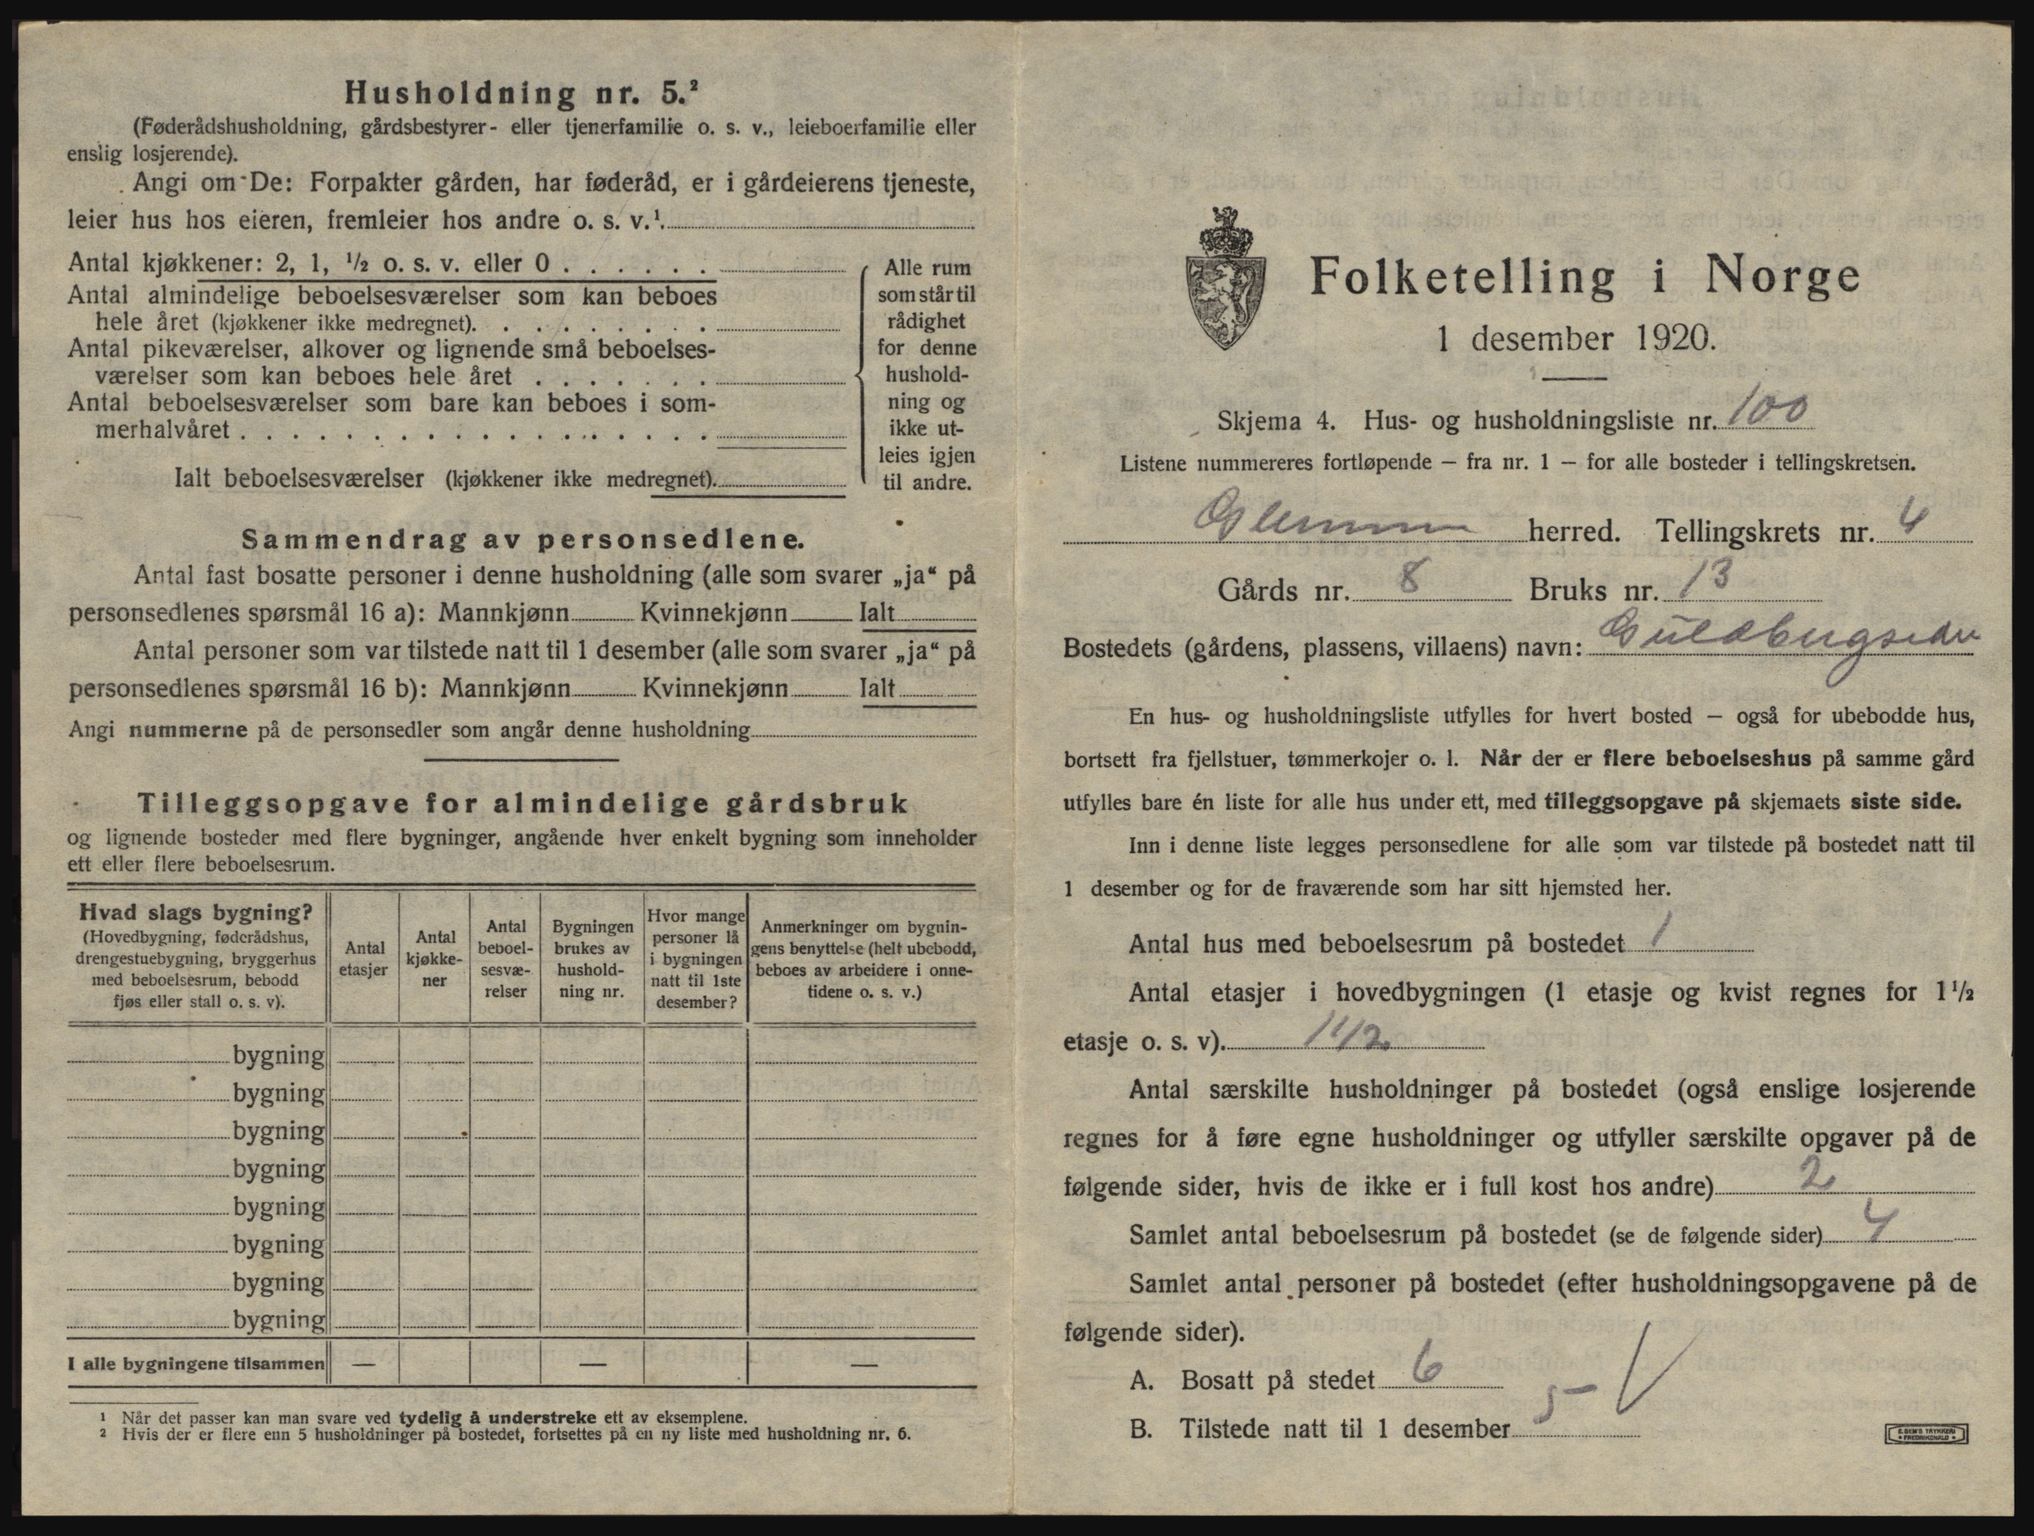 Husholdning nr. 5.²
(Føderådshusholdning, gårdsbestyrer- eller tjenerfamilie o. s. v., leieboerfamilie eller
enslig losjerende).
Angi om De: Forpakter gården, har føderåd, er i gårdeierens tjeneste,
leier hus hos eieren, fremleier hos andre o. s. v.¹.
Antal kjøkkener: 2, 1, ½ o. s. v. eller 0 . . . . . .
Antal almindelige beboelsesværelser som kan beboes
hele året (kjøkkener ikke medregnet). . . . . . . . .
Antal pikeværelser, alkover og lignende små beboelses-
værelser som kan beboes hele året . . . . . . .
Antal beboelsesværelser som bare kan beboes i som-
merhalvåret . . . . . . . . . . . . . . . . . .
Ialt beboelsesværelser (kjøkkener ikke medregnet).
Alle rum
som står til
rådighet
for denne
hushold-
ning og
ikke ut-
leies igjen
til andre.
Sammendrag av personsedlene.
Antal fast bosatte personer i denne husholdning (alle som svarer „ja“ på
personsedlenes spørsmål 16 a): Mannkjønn Kvinnekjønn Ialt
Antal personer som var tilstede natt til 1 desember (alle som svarer „ja“ på
personsedlenes spørsmål 16 b): Mannkjønn Kvinnekjønn Ialt
Angi nummerne på de personsedler som angår denne husholdning
Tilleggsopgave for almindelige gårdsbruk
og lignende bosteder med flere bygninger, angående hver enkelt bygning som inneholder
ett eller flere beboelsesrum.
Hvad slags bygning?
(Hovedbygning, føderådshus,
drengestuebygning, bryggerhus
med beboelsesrum, bebodd
fjøs eller stall o. s. v).
Antal
etasjer
Antal
kjøkke-
ner
Antal
beboel-
sesvæ-
relser
Bygningen
brukes av
hushold-
ning nr.
Hvor mange
personer lå
i bygningen
natt til 1ste
desember?
Anmerkninger om bygnin-
gens benyttelse (helt ubebodd,
beboes av arbeidere i onne-
tidene o. s. v.)
bygning
bygning
bygning
bygning
bygning
bygning
bygning
bygning
I alle bygningene tilsammen — — —
¹ Når det passer kan man svare ved tydelig å understreke ett av eksemplene.
² Hvis der er flere enn 5 husholdninger på bostedet, fortsettes på en ny liste med husholdning nr. 6.
Folketelling i Norge
1 desember 1920.
Skjema 4. Hus- og husholdningsliste nr. 100
Listene nummereres fortløpende – fra nr. 1 – for alle bosteder i tellingskretsen.
Glemmen herred. Tellingskrets nr. 4
Gårds nr. 8 Bruks nr. 13
Bostedets (gårdens, plassens, villaens) navn:
En hus- og husholdningsliste utfylles for hvert bosted – også for ubebodde hus,
bortsett fra fjellstuer, tømmerkojer o. l. Når der er flere beboelseshus på samme gård
utfylles bare én liste for alle hus under ett, med tilleggsopgave på skjemaets siste side.
Inn i denne liste legges personsedlene for alle som var tilstede på bostedet natt til
1 desember og for de fraværende som har sitt hjemsted her.
Antal hus med beboelsesrum på bostedet 1
Antal etasjer i hovedbygningen (1 etasje og kvist regnes for 1½
etasje o. s. v). 1 1/2
Antal særskilte husholdninger på bostedet (også enslige losjerende
regnes for å føre egne husholdninger og utfyller særskilte opgaver på de
følgende sider, hvis de ikke er i full kost hos andre) 2
Samlet antal beboelsesrum på bostedet (se de følgende sider) 4
Samlet antal personer på bostedet (efter husholdningsopgavene på de
følgende sider).
A. Bosatt på stedet 6
B. Tilstede natt til 1 desember 5